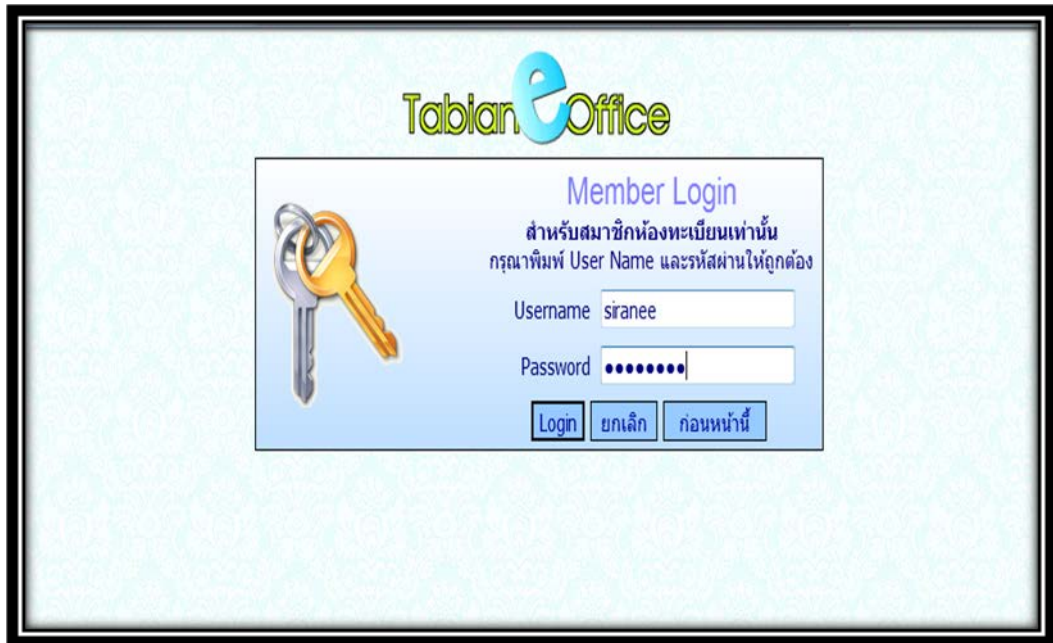 Tabian e Office
Member Login
สำหรับสมาชิกห้องทะเบียนเท่านั้น
กรุณาพิมพ์ User Name และรหัสผ่านให้ถูกต้อง
Username siranee
Password ••••••••
Login ยกเลิก ก่อนหน้านี้